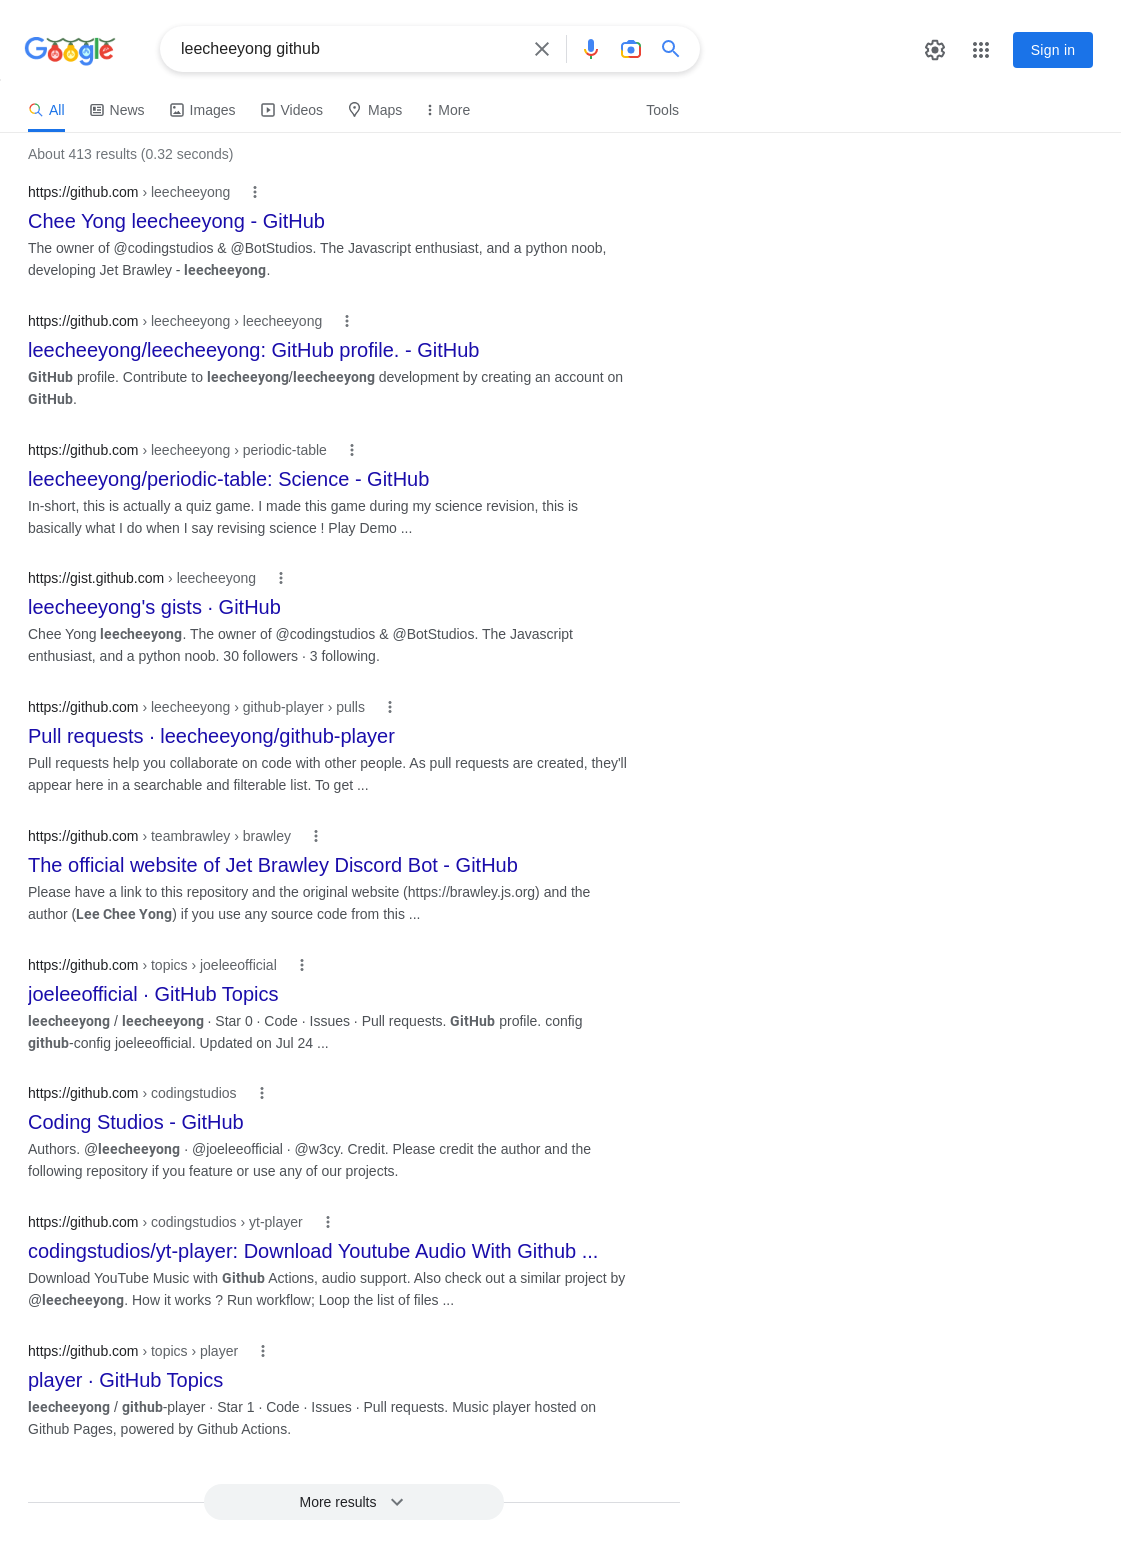 Google
leecheeyong github
Sign in
All
News
Images
Videos
Maps
More
Tools
About 413 results (0.32 seconds)
https://github.com › leecheeyong
Chee Yong leecheeyong - GitHub
The owner of @codingstudios & @BotStudios. The Javascript enthusiast, and a python noob,
developing Jet Brawley - leecheeyong.
https://github.com › leecheeyong › leecheeyong
leecheeyong/leecheeyong: GitHub profile. - GitHub
GitHub profile. Contribute to leecheeyong/leecheeyong development by creating an account on
GitHub.
https://github.com › leecheeyong › periodic-table
leecheeyong/periodic-table: Science - GitHub
In-short, this is actually a quiz game. I made this game during my science revision, this is
basically what I do when I say revising science ! Play Demo ...
https://gist.github.com › leecheeyong
leecheeyong's gists · GitHub
Chee Yong leecheeyong. The owner of @codingstudios & @BotStudios. The Javascript
enthusiast, and a python noob. 30 followers · 3 following.
https://github.com › leecheeyong › github-player › pulls
Pull requests · leecheeyong/github-player
Pull requests help you collaborate on code with other people. As pull requests are created, they'll
appear here in a searchable and filterable list. To get ...
https://github.com › teambrawley › brawley
The official website of Jet Brawley Discord Bot - GitHub
Please have a link to this repository and the original website (https://brawley.js.org) and the
author (Lee Chee Yong) if you use any source code from this ...
https://github.com › topics › joeleeofficial
joeleeofficial · GitHub Topics
leecheeyong / leecheeyong · Star 0 · Code · Issues · Pull requests. GitHub profile. config
github-config joeleeofficial. Updated on Jul 24 ...
https://github.com › codingstudios
Coding Studios - GitHub
Authors. @leecheeyong · @joeleeofficial · @w3cy. Credit. Please credit the author and the
following repository if you feature or use any of our projects.
https://github.com › codingstudios › yt-player
codingstudios/yt-player: Download Youtube Audio With Github ...
Download YouTube Music with Github Actions, audio support. Also check out a similar project by
@leecheeyong. How it works ? Run workflow; Loop the list of files ...
https://github.com › topics › player
player · GitHub Topics
leecheeyong / github-player · Star 1 · Code · Issues · Pull requests. Music player hosted on
Github Pages, powered by Github Actions.
More results